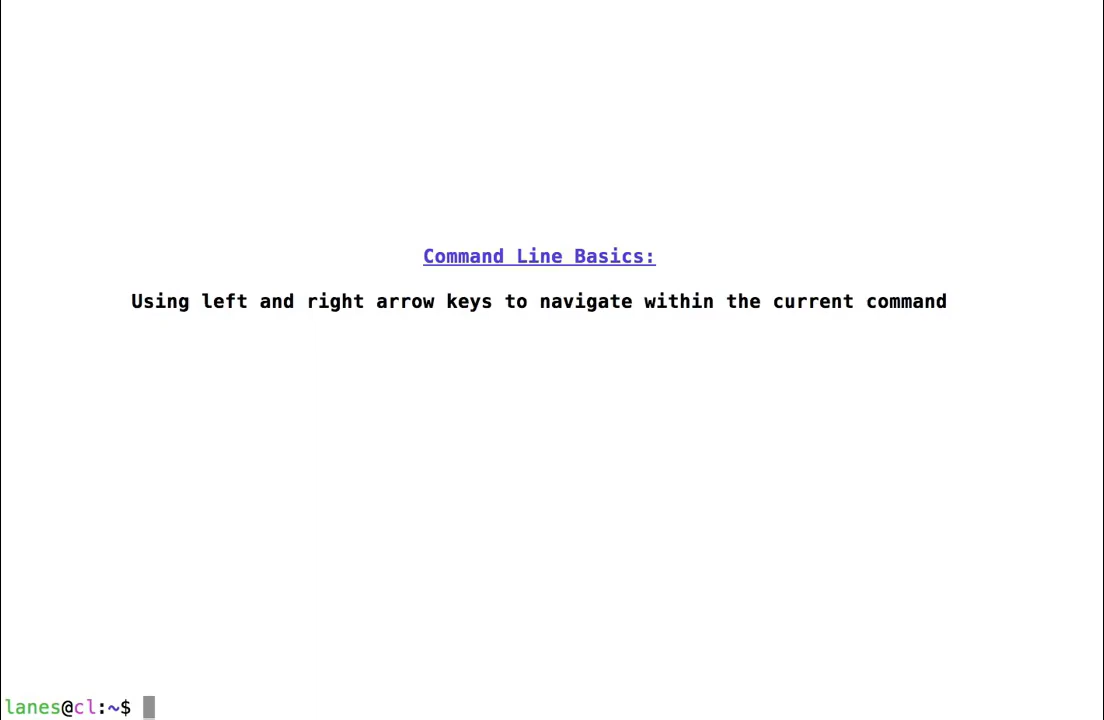 Command Line Basics:
Using left and right arrow keys to navigate within the current command
lanes@cl:~$